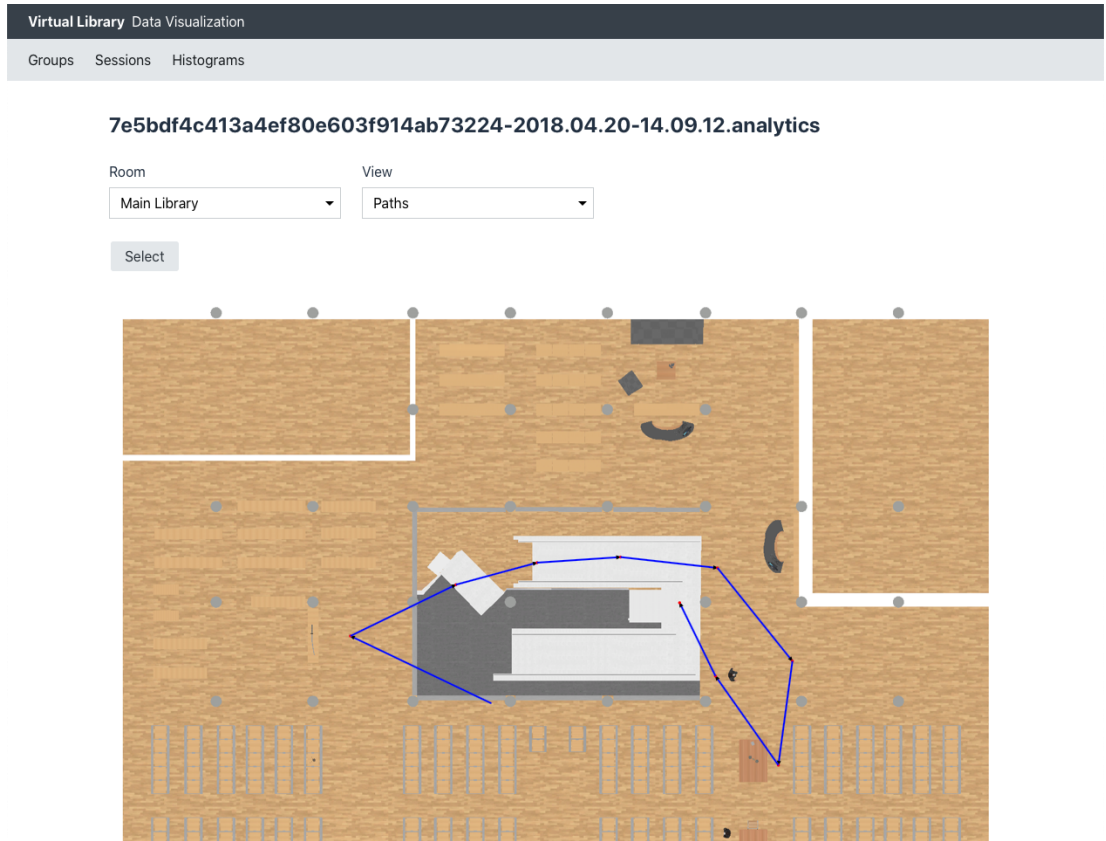 Virtual Library Data Visualization
Groups Sessions Histograms
7e5bdf4c413a4ef80e603f914ab73224-2018.04.20-14.09.12.analytics
Room View
Main Library Paths
Select